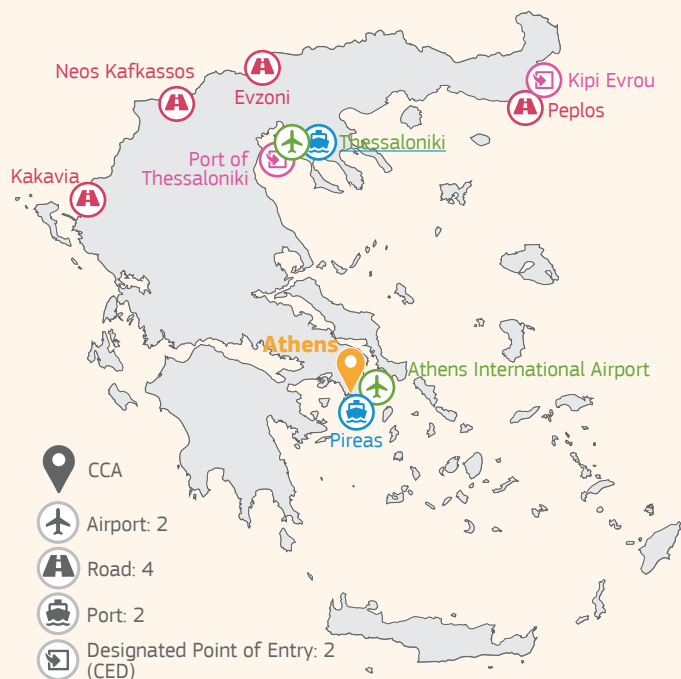 Neos Kafkassos
Evzoni
Kipi Evrou
Peplos
Thessaloniki
Port of
Thessaloniki
Kakavia
Athens
Athens International Airport
Pireas
CCA
Airport: 2
Road: 4
Port: 2
Designated Point of Entry: 2
(CED)